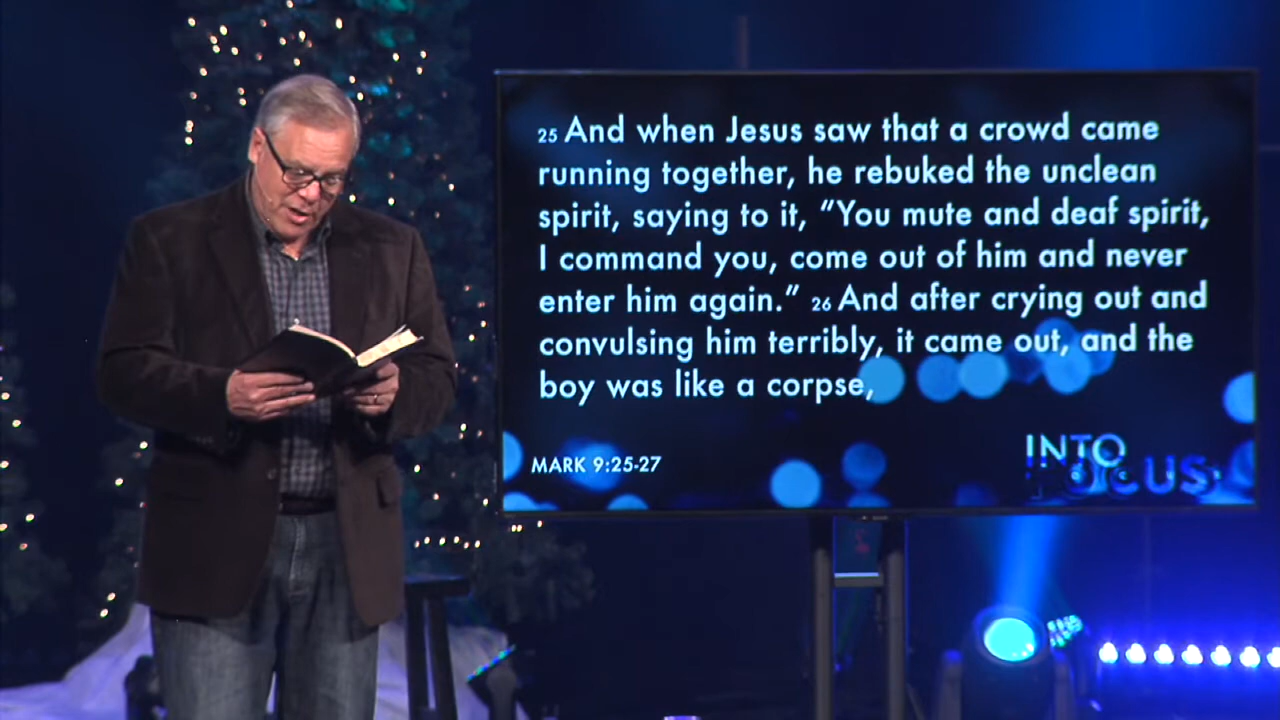 25 And when Jesus saw that a crowd came
running together, he rebuked the unclean
spirit, saying to it, “You mute and deaf spirit,
I command you, come out of him and never
enter him again.” 26 And after crying out and
convulsing him terribly, it came out, and the
boy was like a corpse,
MARK 9:25-27
INTO
FOCUS